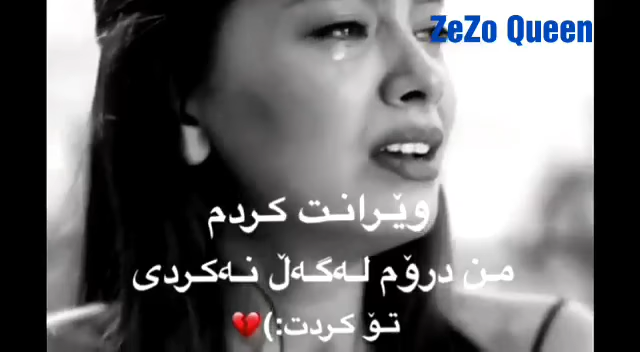 ZeZo Queen
وێرانت کردم
من درۆم لەگەڵ نەکردی
تۆ کردت:)💔